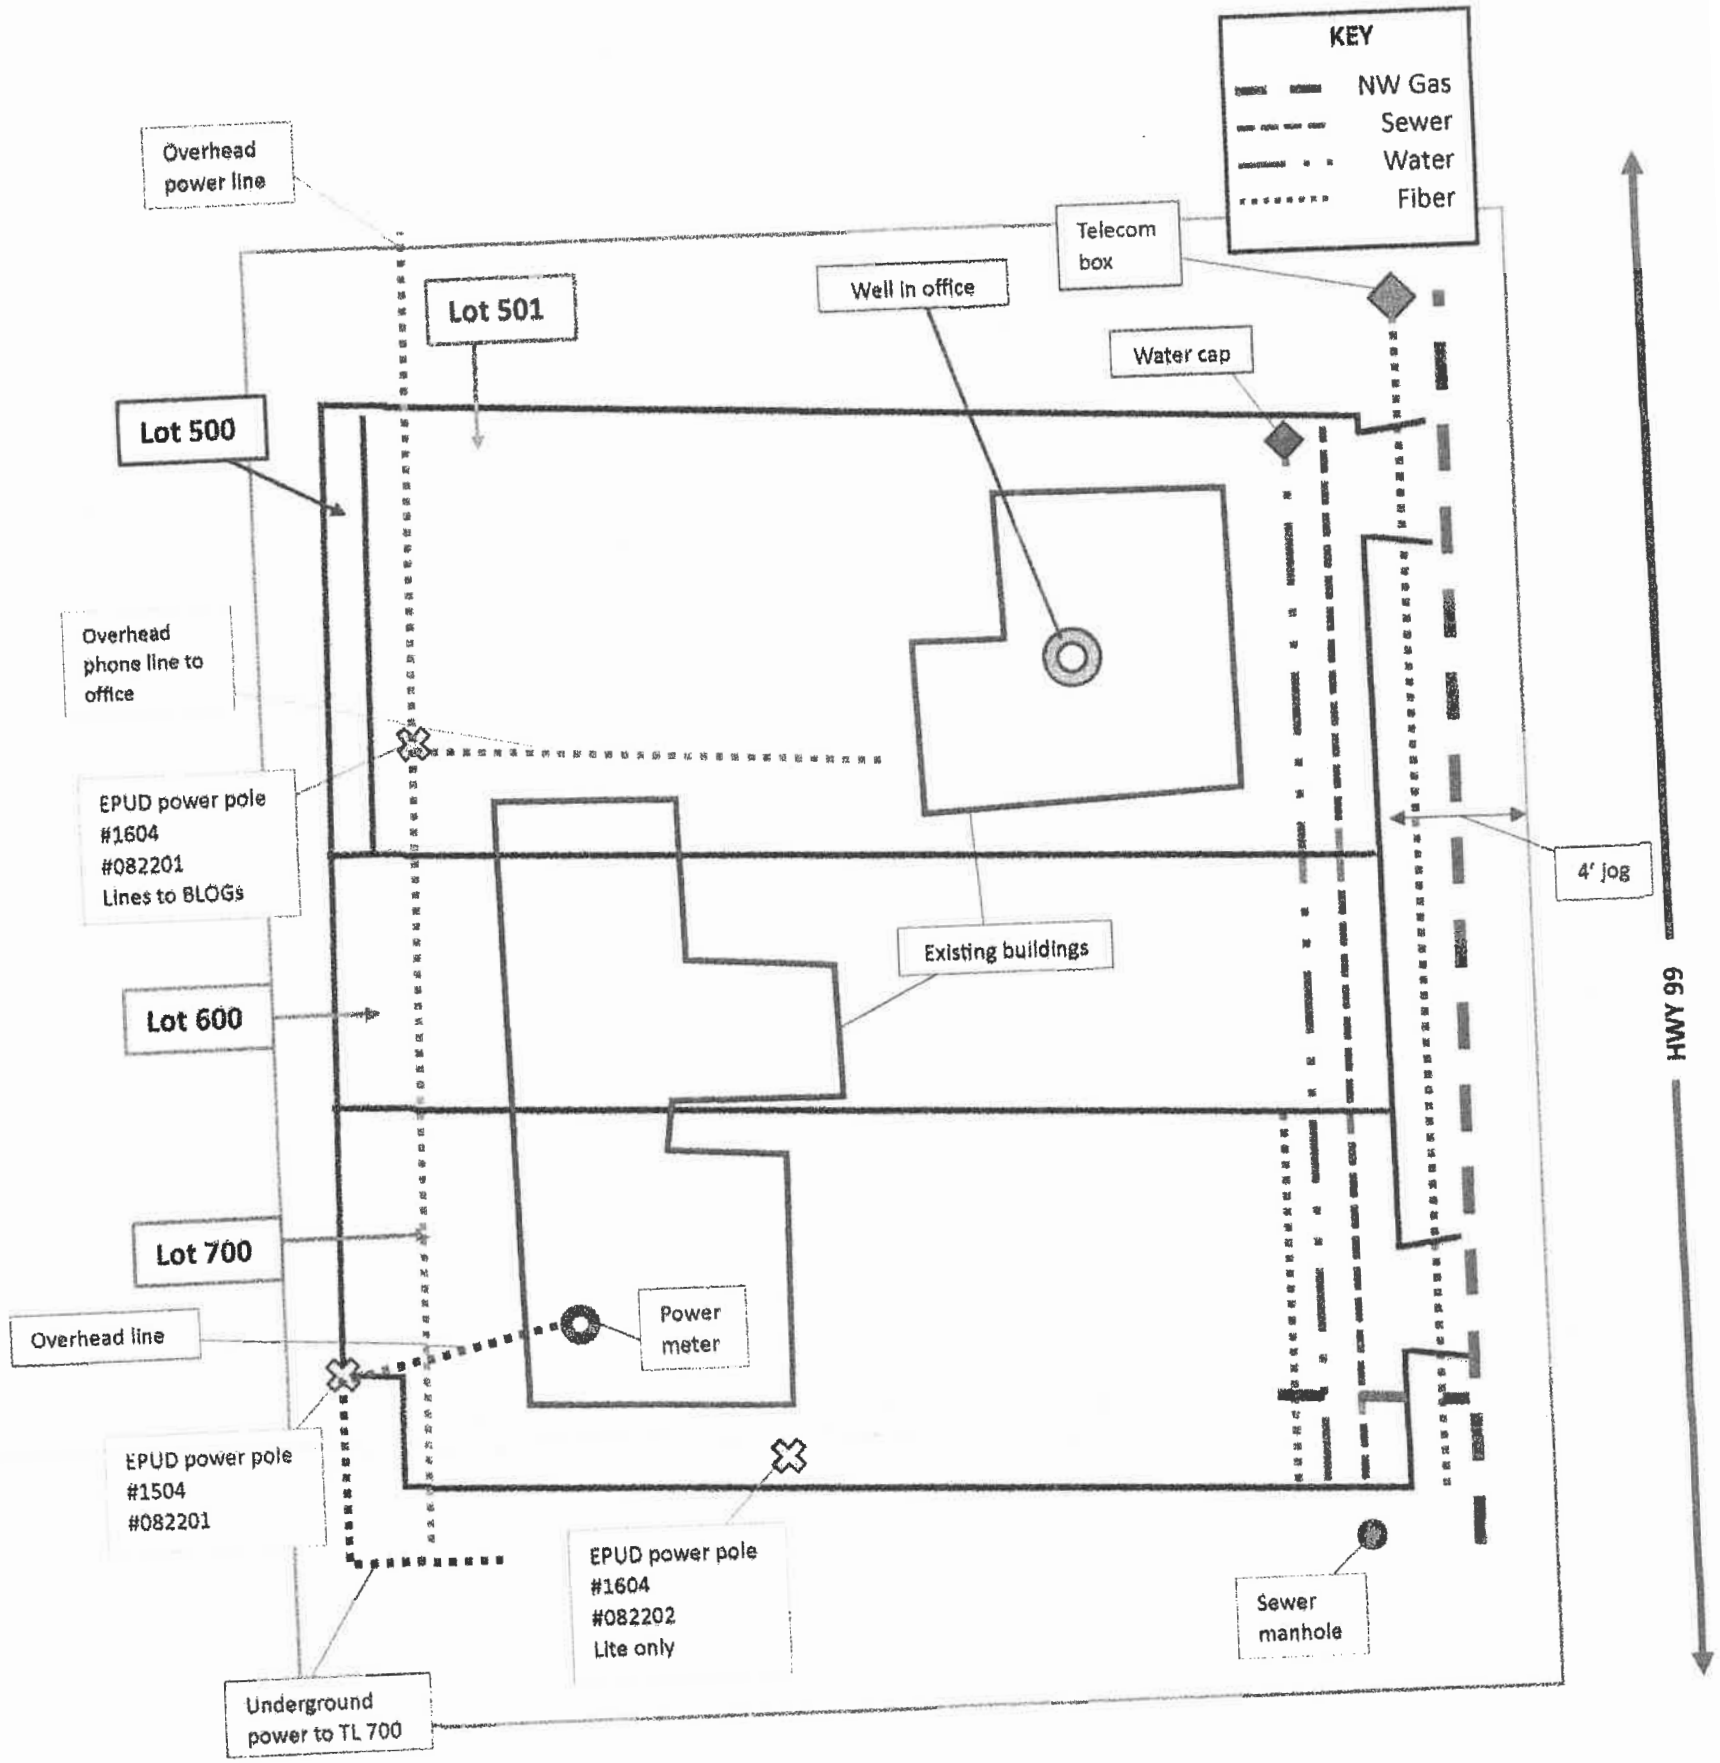 KEY
NW Gas
Sewer
Water
Fiber
Overhead
power line
Telecom
box
Lot 501
Well in office
Water cap
Lot 500
Overhead
phone line to
office
EPUD power pole
#1604
#082201
Lines to BLOGs
4' jog
Existing buildings
HWY 99
Lot 600
Lot 700
Power
meter
Overhead line
EPUD power pole
#1504
#082201
EPUD power pole
#1604
#082202
Lite only
Sewer
manhole
Underground
power to TL 700